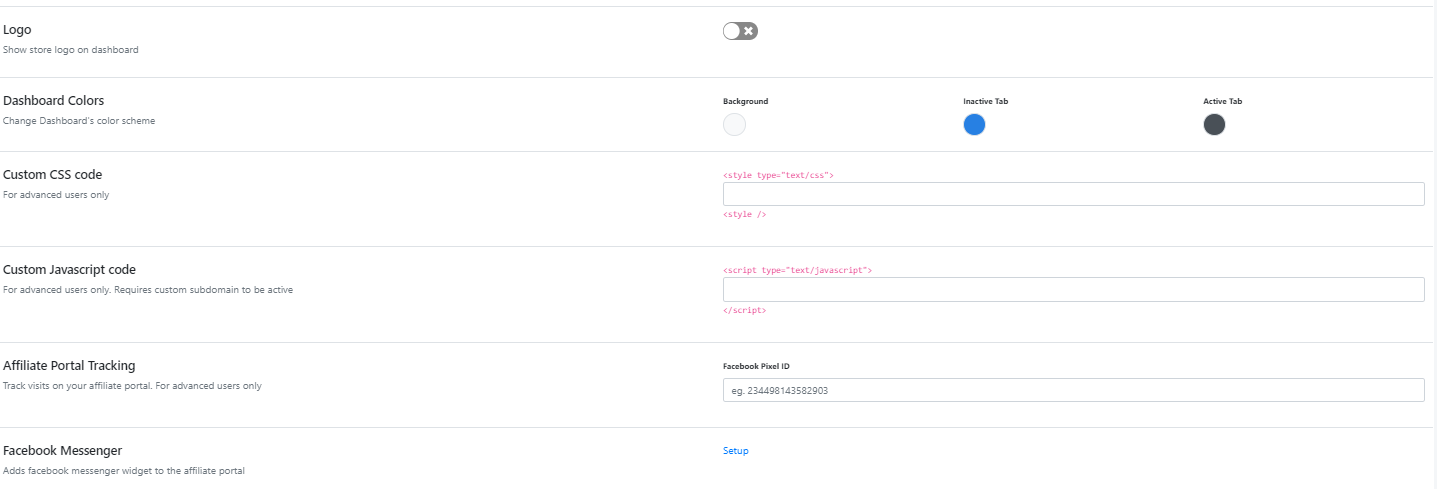 Logo
Show store logo on dashboard
Dashboard Colors
Change Dashboard's color scheme
Background
Inactive Tab
Active Tab
Custom CSS code
For advanced users only
<style type="text/css">
<style />
Custom Javascript code
For advanced users only. Requires custom subdomain to be active
<script type="text/javascript">
</script>
Affiliate Portal Tracking
Track visits on your affiliate portal. For advanced users only
Facebook Pixel ID
eg. 234498143582903
Facebook Messenger
Adds facebook messenger widget to the affiliate portal
Setup